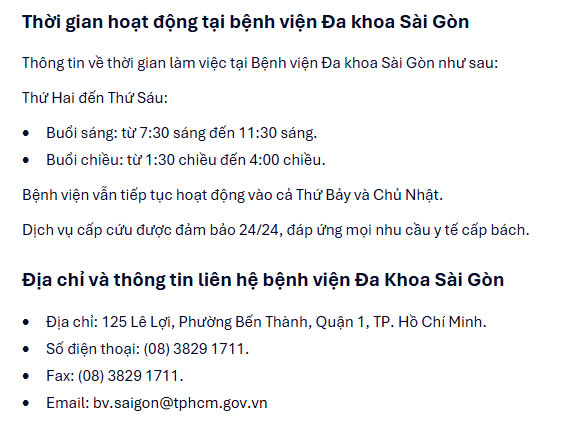 Thời gian hoạt động tại bệnh viện Đa khoa Sài Gòn
Thông tin về thời gian làm việc tại Bệnh viện Đa khoa Sài Gòn như sau:
Thứ Hai đến Thứ Sáu:
• Buổi sáng: từ 7:30 sáng đến 11:30 sáng.
• Buổi chiều: từ 1:30 chiều đến 4:00 chiều.
Bệnh viện vẫn tiếp tục hoạt động vào cả Thứ Bảy và Chủ Nhật.
Dịch vụ cấp cứu được đảm bảo 24/24, đáp ứng mọi nhu cầu y tế cấp bách.
Địa chỉ và thông tin liên hệ bệnh viện Đa Khoa Sài Gòn
• Địa chỉ: 125 Lê Lợi, Phường Bến Thành, Quận 1, TP. Hồ Chí Minh.
• Số điện thoại: (08) 3829 1711.
• Fax: (08) 3829 1711.
• Email: bv.saigon@tphcm.gov.vn